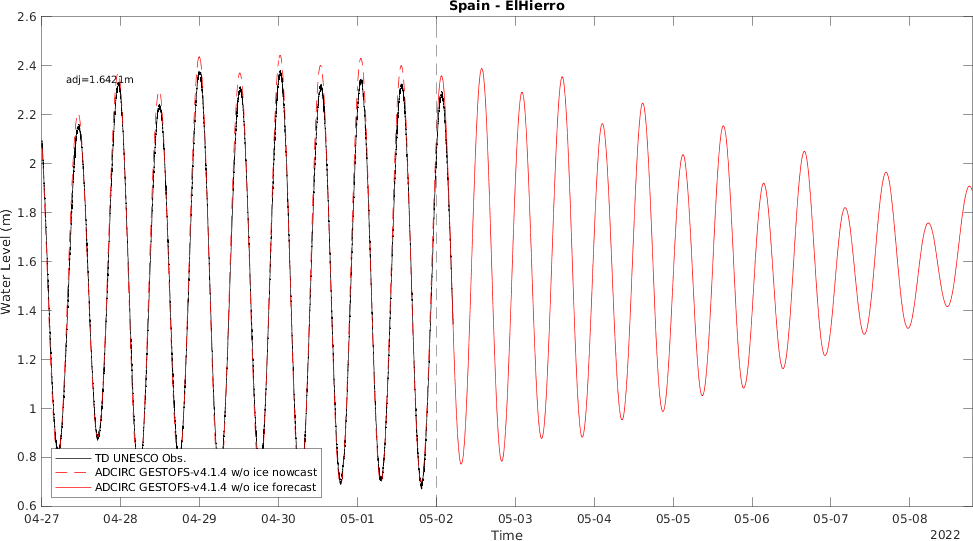 Spain - ElHierro
2.6
2.4
adj=1.6421m
2.2
2
1.8
1.6
1.4
1.2
1
0.8
0.6
Water Level (m)
TD UNESCO Obs.
ADCIRC GESTOFS-v4.1.4 w/o ice nowcast
ADCIRC GESTOFS-v4.1.4 w/o ice forecast
04-27 04-28 04-29 04-30 05-01 05-02 05-03 05-04 05-05 05-06 05-07 05-08
Time
2022